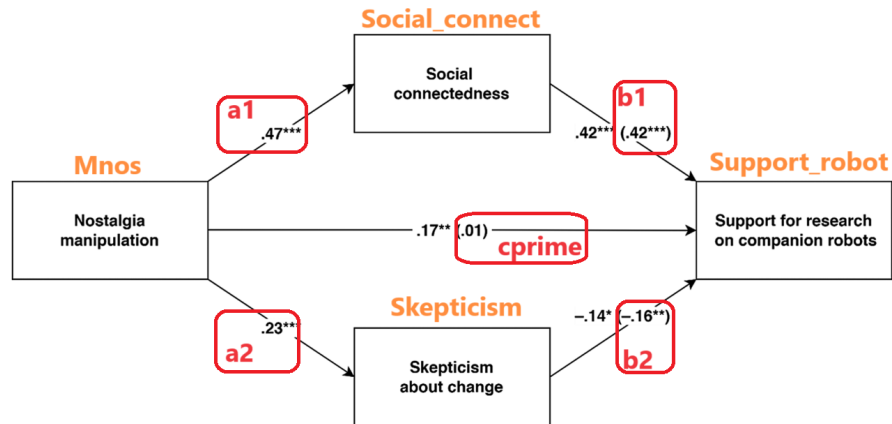 Social_connect
Social
connectedness
a1
.47***
b1
.42*** (.42***)
Mnos
Support_robot
Nostalgia
manipulation
.17** (.01)
cprime
Support for research
on companion robots
Skepticism
.23***
a2
–.14* (–.16**)
b2
Skepticism
about change